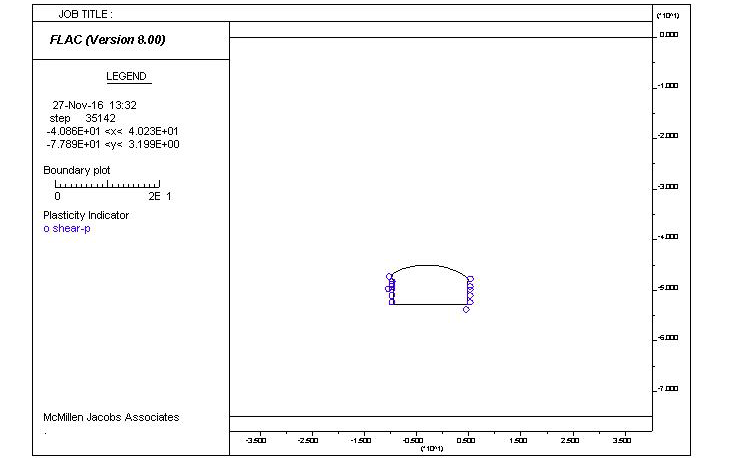 JOB TITLE :
FLAC (Version 8.00)
LEGEND
27-Nov-16 13:32
step 35142
-4.086E+01 <x< 4.023E+01
-7.789E+01 <y< 3.199E+00
Boundary plot
0 2E 1
Plasticity Indicator
o shear-p
McMillen Jacobs Associates
(*10^1)
0.000
-1.000
-2.000
-3.000
-4.000
-5.000
-6.000
-7.000
-3.500 -2.500 -1.500 -0.500 0.500 1.500 2.500 3.500
(*10^1)